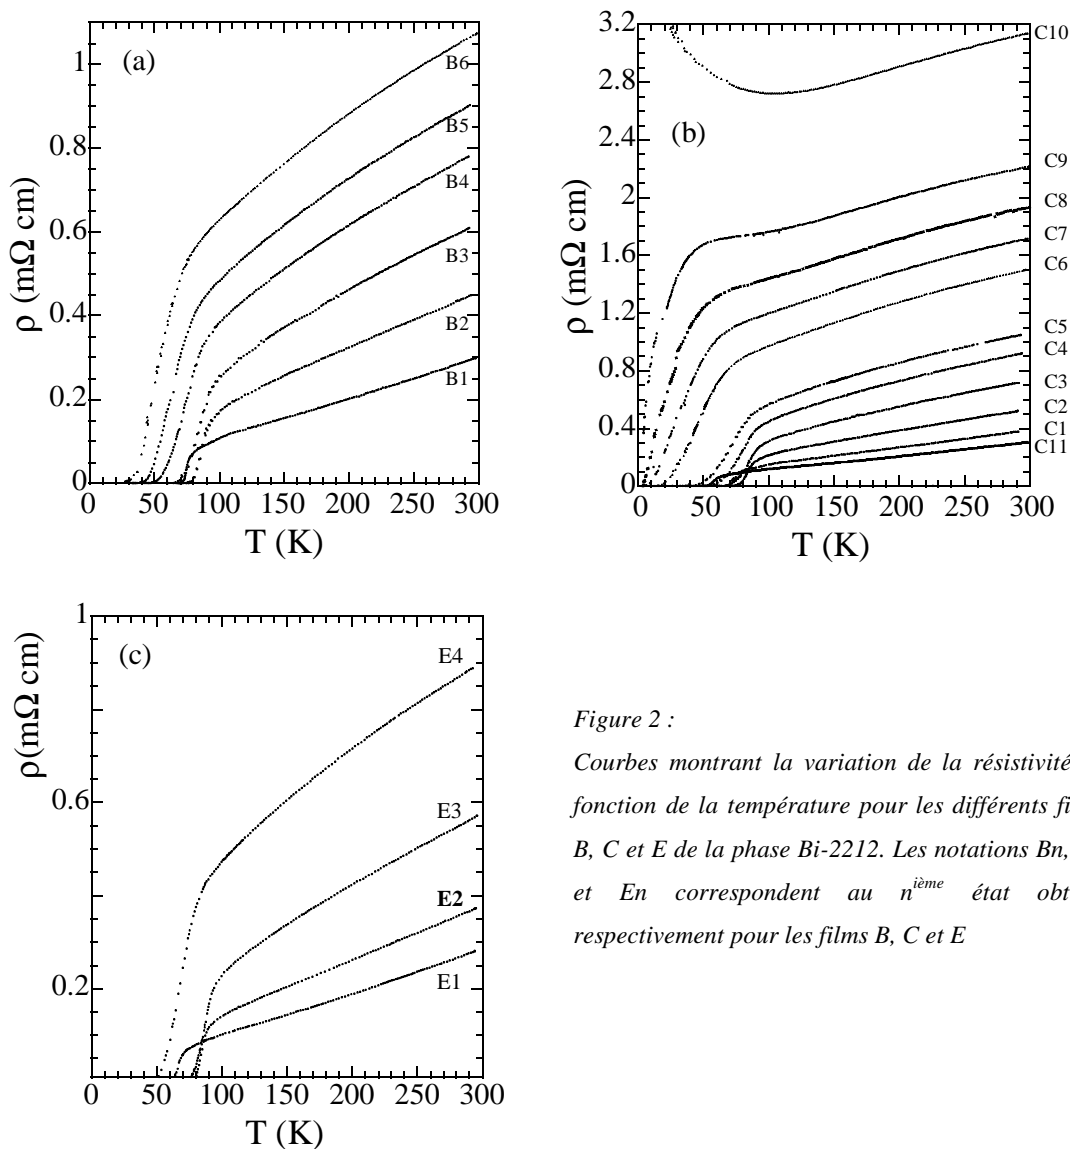 (a)
1
0.8
0.6
0.4
0.2
0
ρ (mΩ cm)
B6
B5
B4
B3
B2
B1
0 50 100 150 200 250 300
T (K)
3.2
2.8
2.4
2
1.6
1.2
0.8
0.4
0
ρ (mΩ cm)
(b)
C10
C9
C8
C7
C6
C5
C4
C3
C2
C1
C11
0 50 100 150 200 250 300
T (K)
1
0.6
0.2
ρ(mΩ cm)
(c)
E4
E3
E2
E1
0 50 100 150 200 250 300
T (K)
Figure 2 :
Courbes montrant la variation de la résistivité
fonction de la température pour les différents fi
B, C et E de la phase Bi-2212. Les notations Bn,
et En correspondent au nième état obt
respectivement pour les films B, C et E